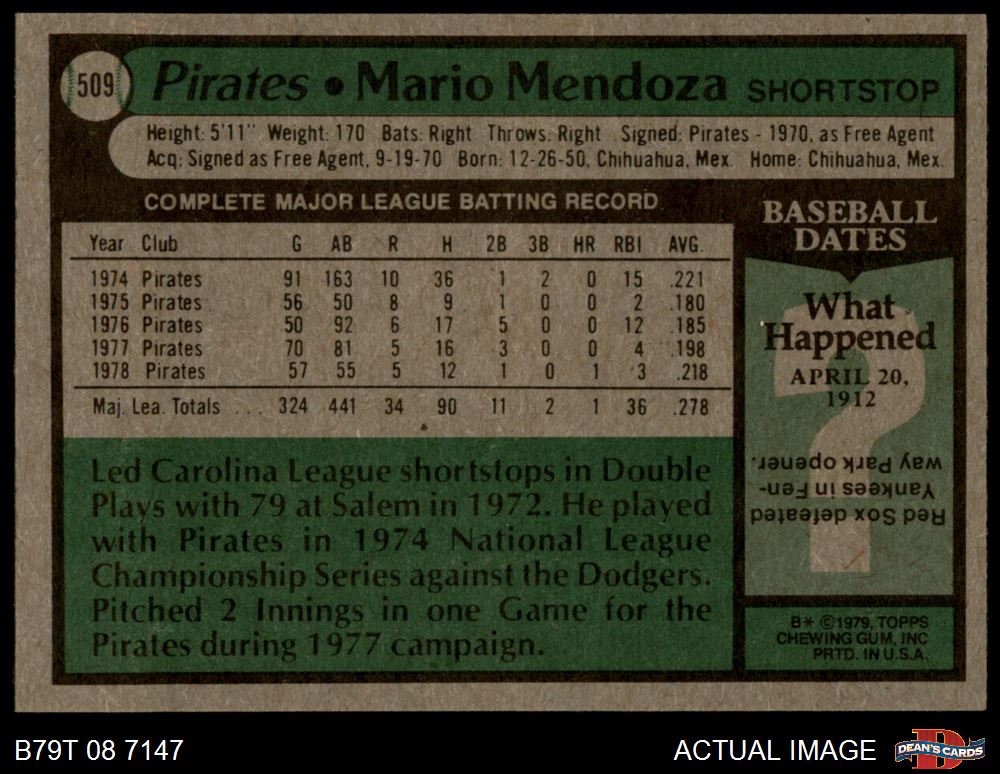 509
Pirates • Mario Mendoza SHORTSTOP
Height: 5'11" Weight: 170 Bats: Right Throws: Right Signed: Pirates - 1970, as Free Agent
Acq: Signed as Free Agent, 9-19-70 Born: 12-26-50, Chihuahua, Mex. Home: Chihuahua, Mex.
COMPLETE MAJOR LEAGUE BATTING RECORD
Year Club G AB R H 2B 3B HR RBI AVG.
1974 Pirates 91 163 10 36 1 2 0 15 .221
1975 Pirates 56 50 8 9 1 0 0 2 .180
1976 Pirates 50 92 6 17 5 0 0 12 .185
1977 Pirates 70 81 5 16 3 0 0 4 .198
1978 Pirates 57 55 5 12 1 0 1 3 .218
Maj. Lea. Totals ... 324 441 34 90 11 2 1 36 .278
Led Carolina League shortstops in Double
Plays with 79 at Salem in 1972. He played
with Pirates in 1974 National League
Championship Series against the Dodgers.
Pitched 2 Innings in one Game for the
Pirates during 1977 campaign.
BASEBALL
DATES
What
Happened
APRIL 20,
1912
Red Sox defeated
Yankees in Fen-
way Park opener.
B* ©1979, TOPPS
CHEWING GUM, INC
PRTD. IN U.S.A.
B79T 08 7147
ACTUAL IMAGE
D
DEAN'S CARDS